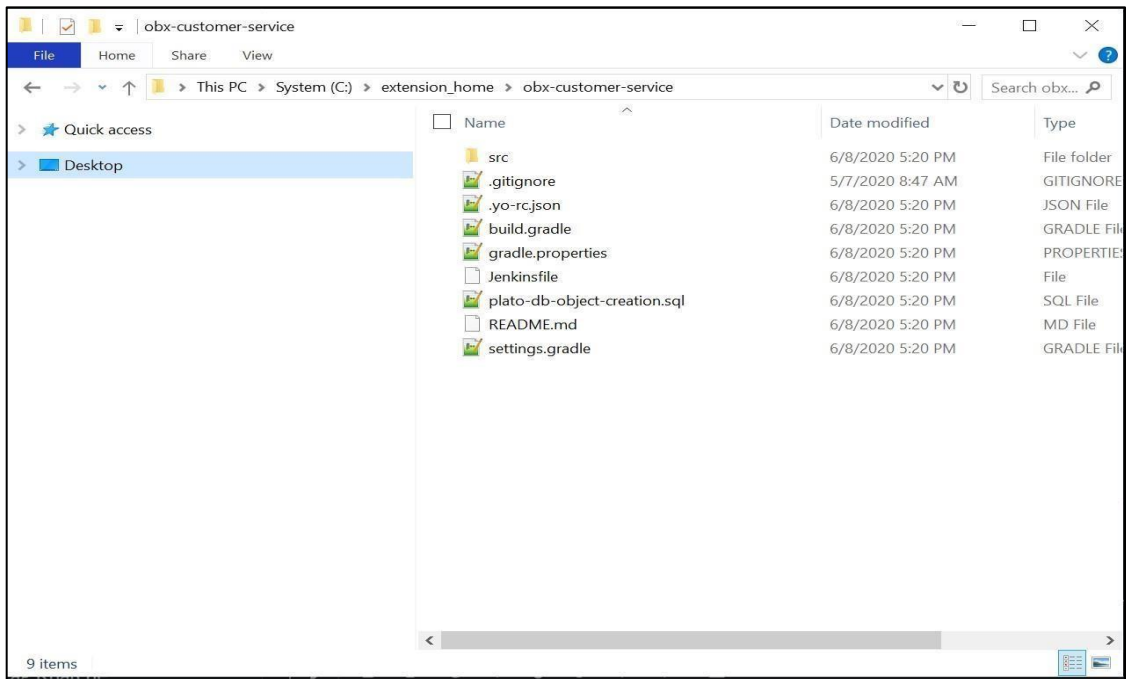 obx-customer-service
File Home Share View
This PC > System (C:) > extension_home > obx-customer-service Search obx...
Quick access
Desktop
Name Date modified Type
src 6/8/2020 5:20 PM File folder
.gitignore 5/7/2020 8:47 AM GITIGNORE
.yo-rc.json 6/8/2020 5:20 PM JSON File
build.gradle 6/8/2020 5:20 PM GRADLE File
gradle.properties 6/8/2020 5:20 PM PROPERTIES
Jenkinsfile 6/8/2020 5:20 PM File
plato-db-object-creation.sql 6/8/2020 5:20 PM SQL File
README.md 6/8/2020 5:20 PM MD File
settings.gradle 6/8/2020 5:20 PM GRADLE File
9 items